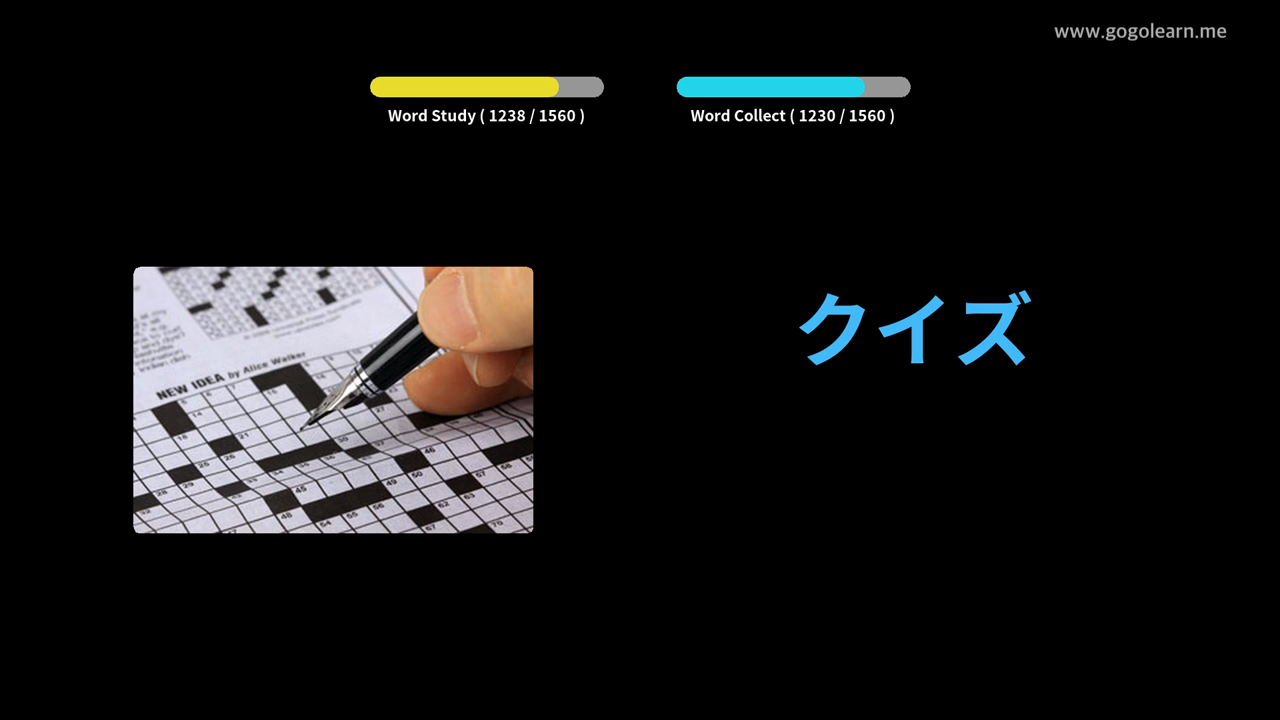 www.gogolearn.me
Word Study ( 1238 / 1560 )
Word Collect ( 1230 / 1560 )
NEW IDEA by Alice Walker
クイズ